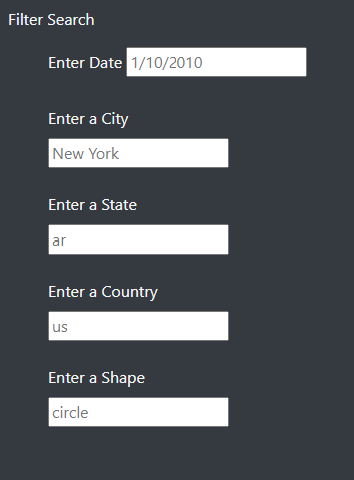 Filter Search
Enter Date 1/10/2010
Enter a City
New York
Enter a State
ar
Enter a Country
us
Enter a Shape
circle